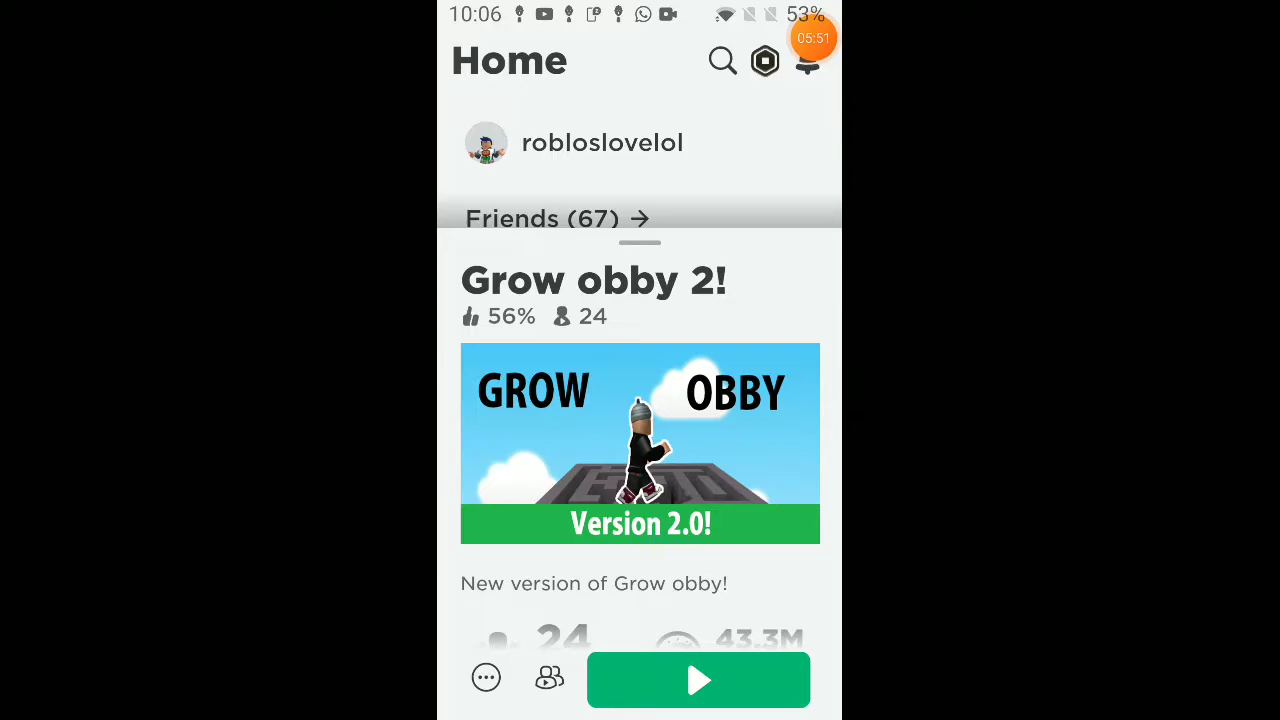 10:06 53%
05:51
Home
robloslovelol
Friends (67) →
Grow obby 2!
56% 24
GROW OBBY
Version 2.0!
New version of Grow obby!
24 43.3M